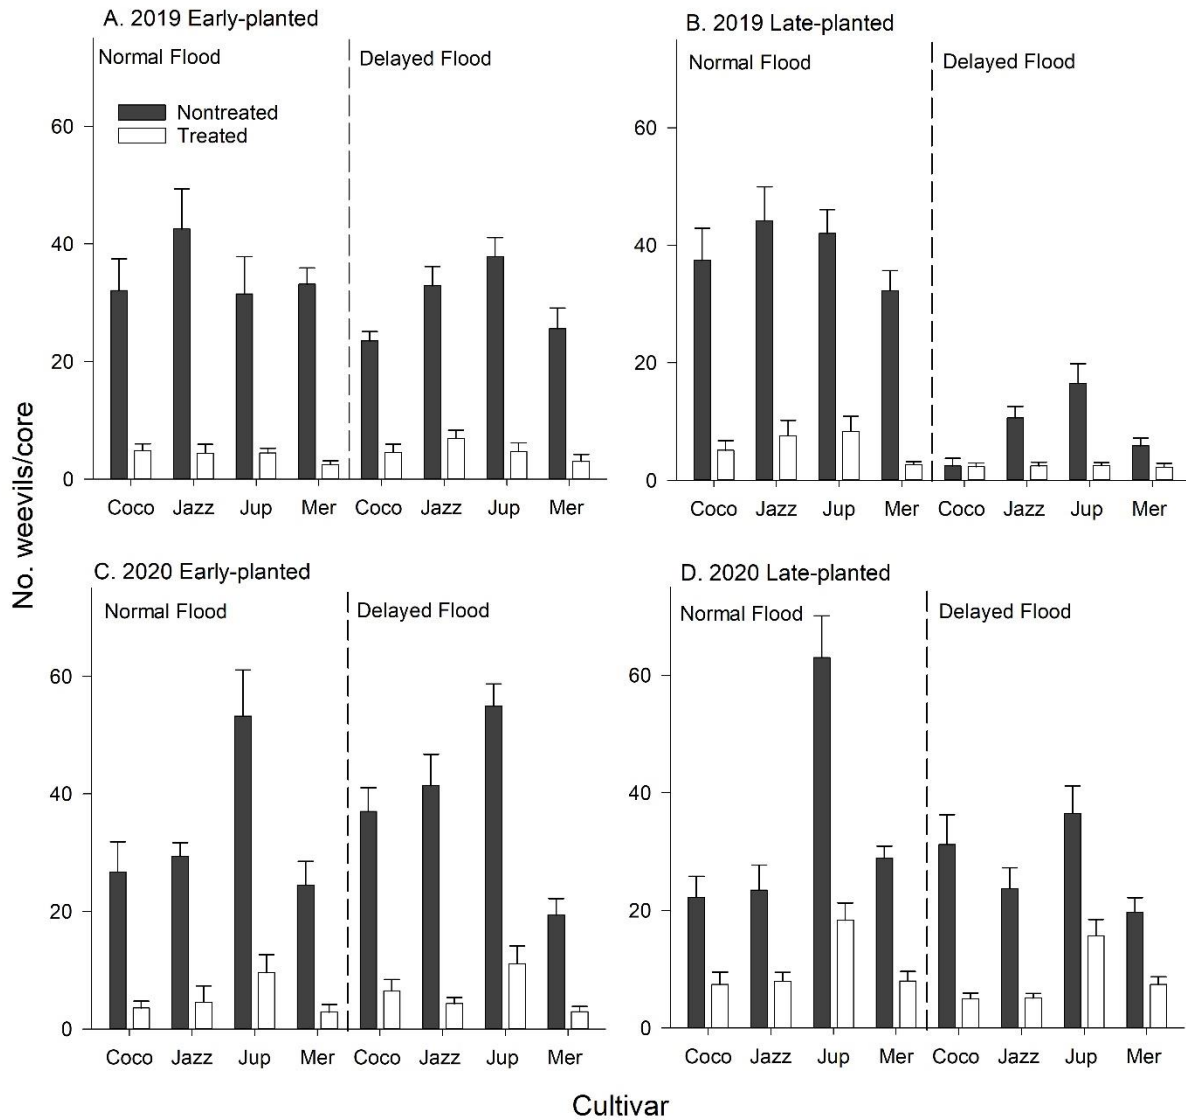 A. 2019 Early-planted
Normal Flood
Delayed Flood
Nontreated
Treated
60
40
20
0
Coco Jazz Jup Mer Coco Jazz Jup Mer
B. 2019 Late-planted
Normal Flood
Delayed Flood
60
40
20
0
Coco Jazz Jup Mer Coco Jazz Jup Mer
No. weevils/core
C. 2020 Early-planted
Normal Flood
Delayed Flood
60
40
20
0
Coco Jazz Jup Mer Coco Jazz Jup Mer
D. 2020 Late-planted
Normal Flood
Delayed Flood
60
40
20
0
Coco Jazz Jup Mer Coco Jazz Jup Mer
Cultivar